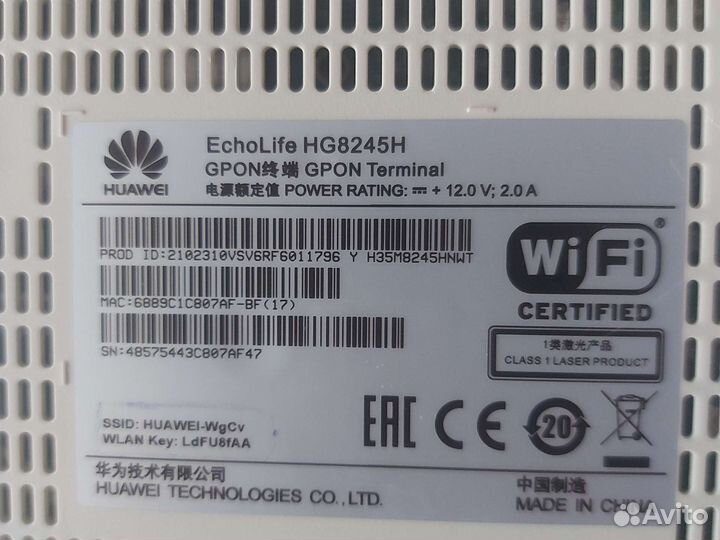 HUAWEI
EchoLife HG8245H
GPON终端 GPON Terminal
电源额定值 POWER RATING: ⎓ + 12.0 V; 2.0 A
PROD ID:2102310VSV6RF6011796 Y H35M8245HNWT
MAC:6889C1C807AF-BF(17)
SN:48575443C807AF47
Wi Fi®
CERTIFIED
1类激光产品
CLASS 1 LASER PRODUCT
SSID: HUAWEI-WgCv
WLAN Key: LdFU8fAA
EAC CE 20
华为技术有限公司
HUAWEI TECHNOLOGIES CO.,LTD.
中国制造
MADE IN CHINA
Avito